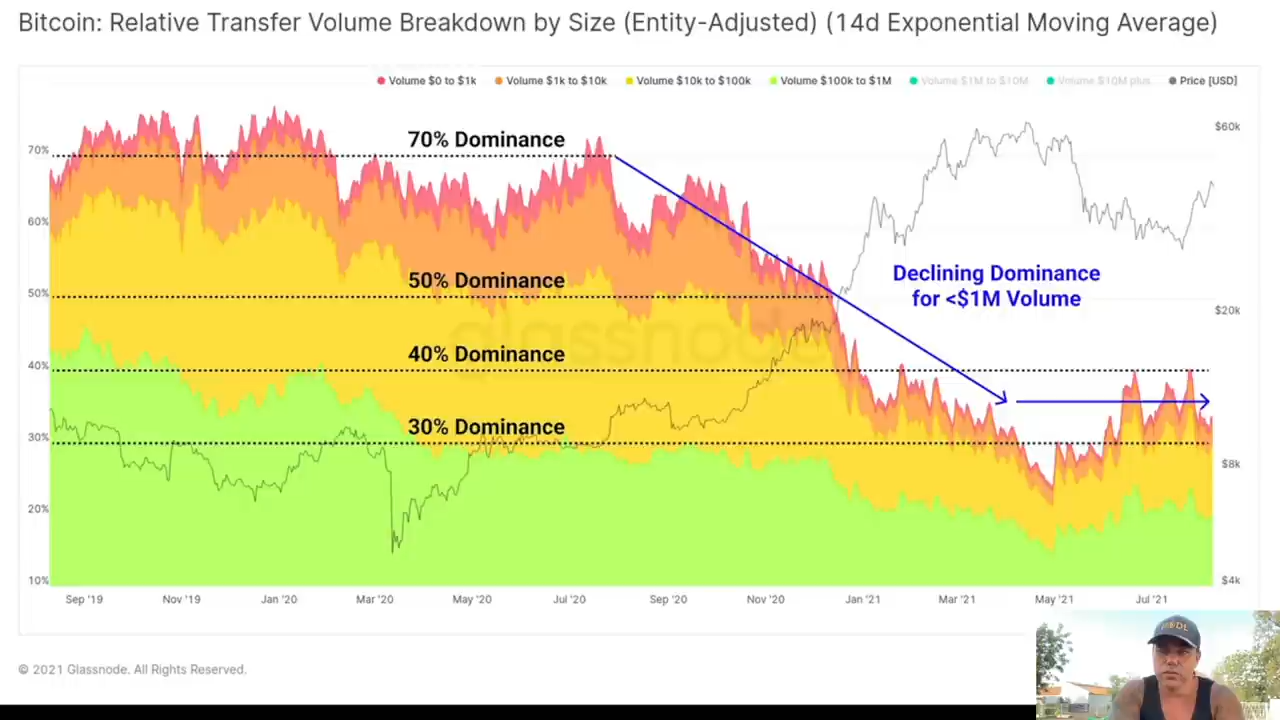 Bitcoin: Relative Transfer Volume Breakdown by Size (Entity-Adjusted) (14d Exponential Moving Average)
Volume $0 to $1k Volume $1k to $10k Volume $10k to $100k Volume $100k to $1M Volume $1M to $10M Volume $10M plus Price [USD]
70%
60%
50%
40%
30%
20%
10%
70% Dominance
50% Dominance
40% Dominance
30% Dominance
Declining Dominance
for <$1M Volume
glassnode
$60k
$20k
$8k
$4k
Sep '19 Nov '19 Jan '20 Mar '20 May '20 Jul '20 Sep '20 Nov '20 Jan '21 Mar '21 May '21 Jul '21
© 2021 Glassnode. All Rights Reserved.